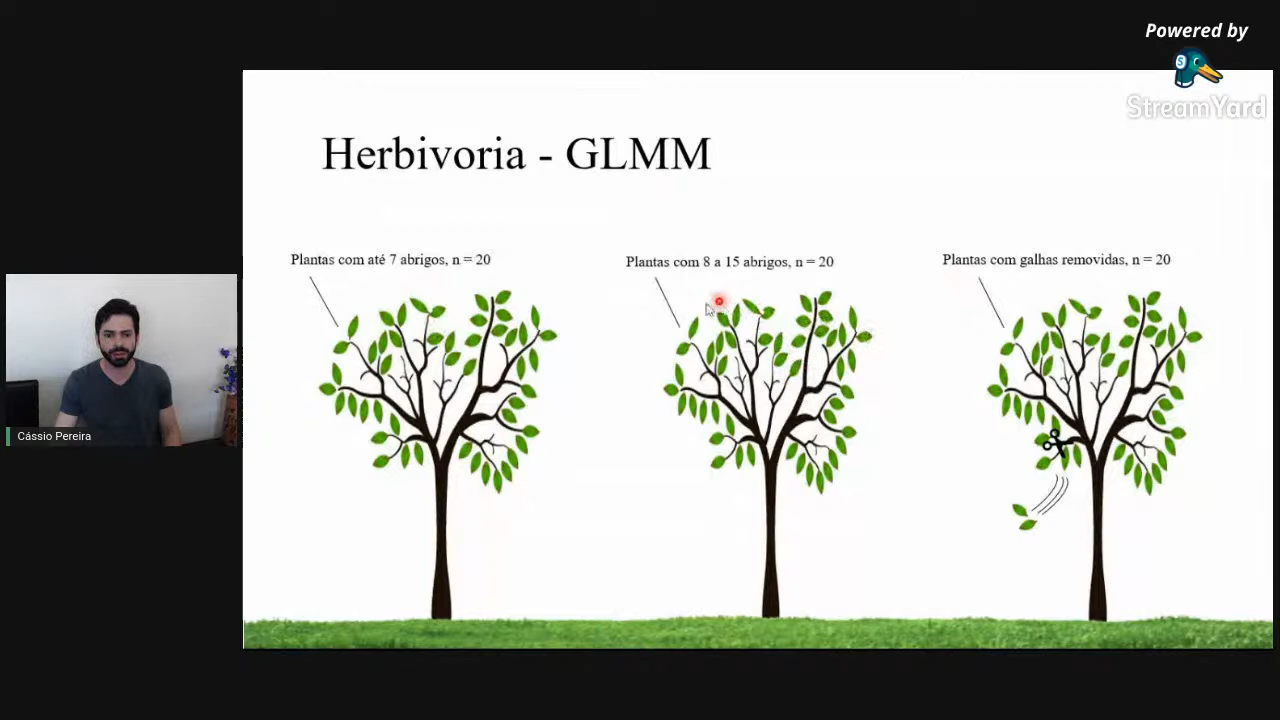 Powered by
StreamYard
Herbivoria - GLMM
Plantas com até 7 abrigos, n = 20
Plantas com 8 a 15 abrigos, n = 20
Plantas com galhas removidas, n = 20
Cássio Pereira